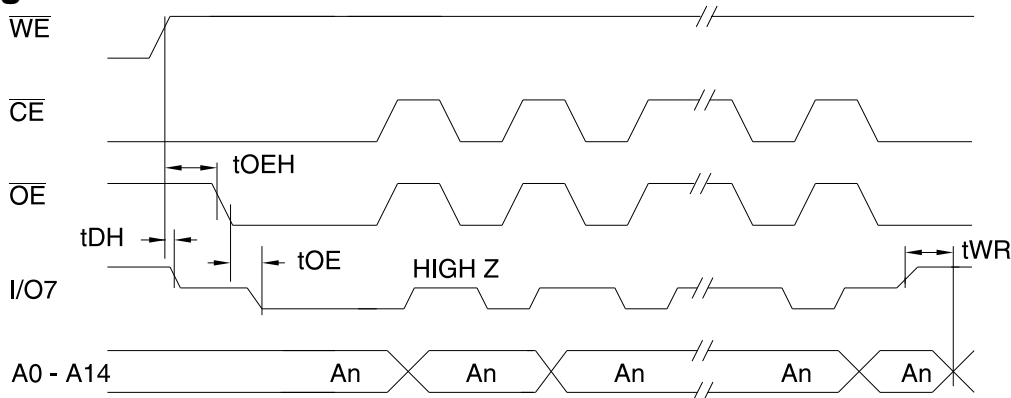 WE
CE
tOEH
OE
tDH
tOE
tWR
HIGH Z
I/O7
A0 - A14 An An An An An